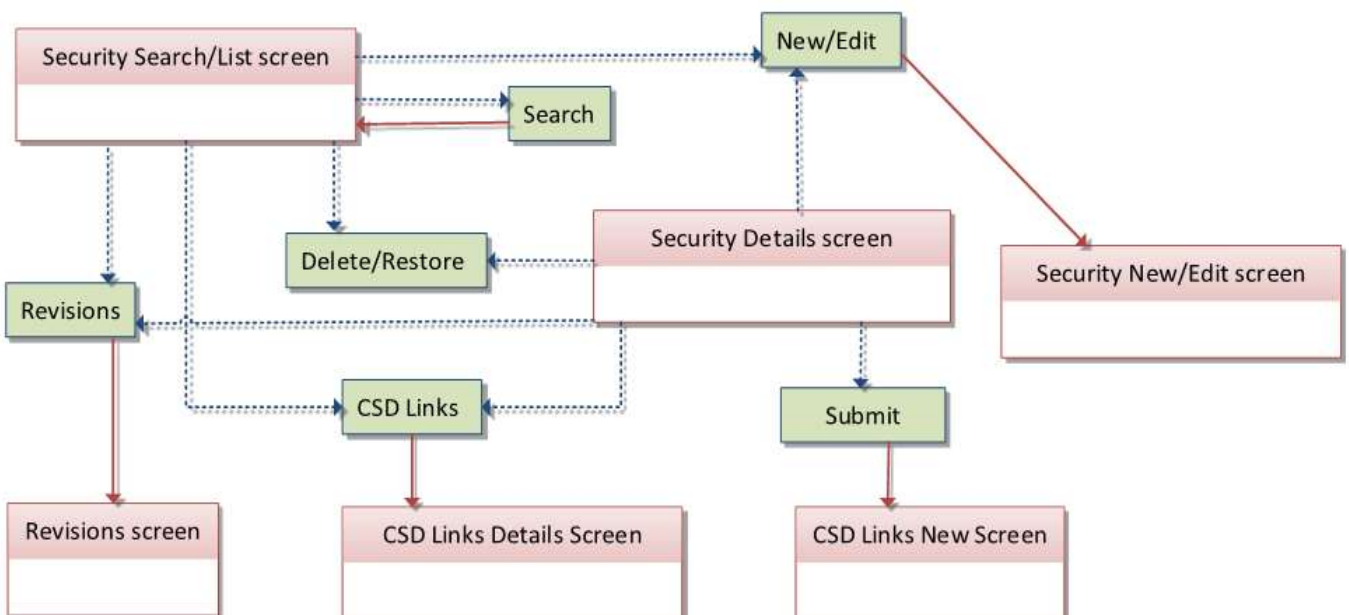 New/Edit
Security Search/List screen
Search
Security Details screen
Delete/Restore
Security New/Edit screen
Revisions
CSD Links
Submit
Revisions screen
CSD Links Details Screen
CSD Links New Screen